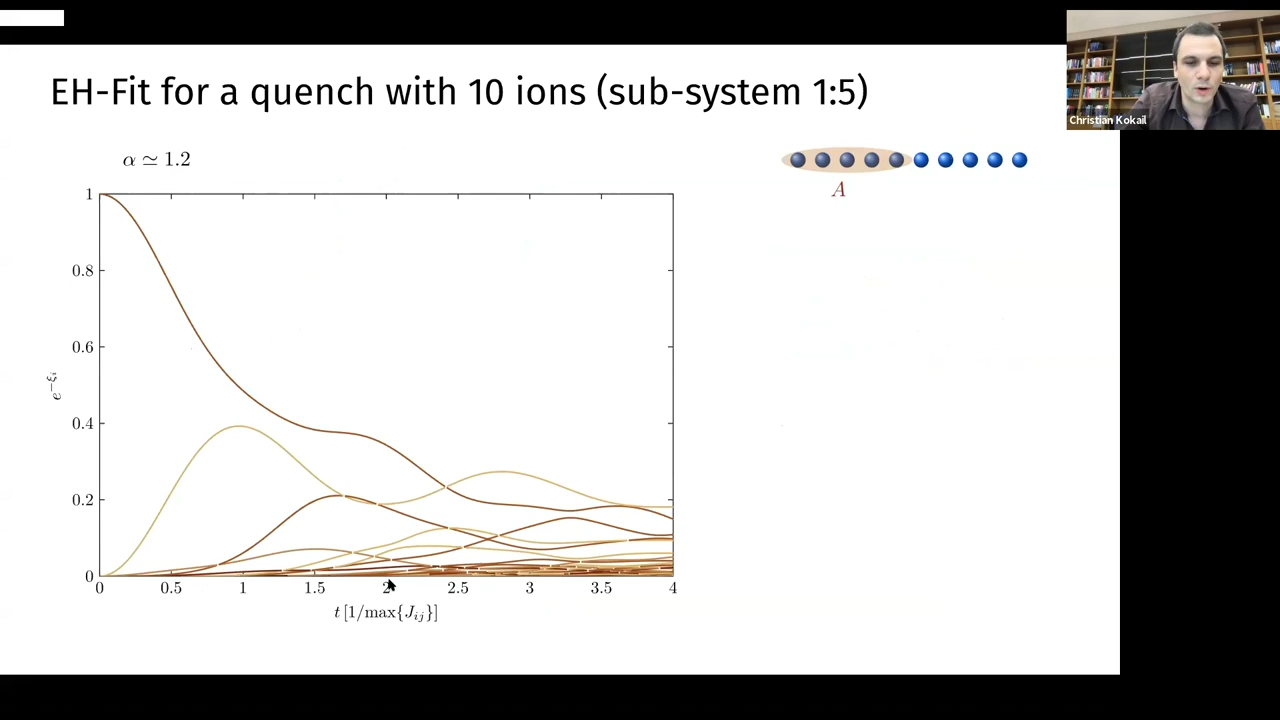 EH-Fit for a quench with 10 ions (sub-system 1:5)
Christian Kokail
α ≃ 1.2
A
1
0.8
0.6
0.4
0.2
0
e^{-ξ_i}
0 0.5 1 1.5 2 2.5 3 3.5 4
t [1/max{J_{ij}}]